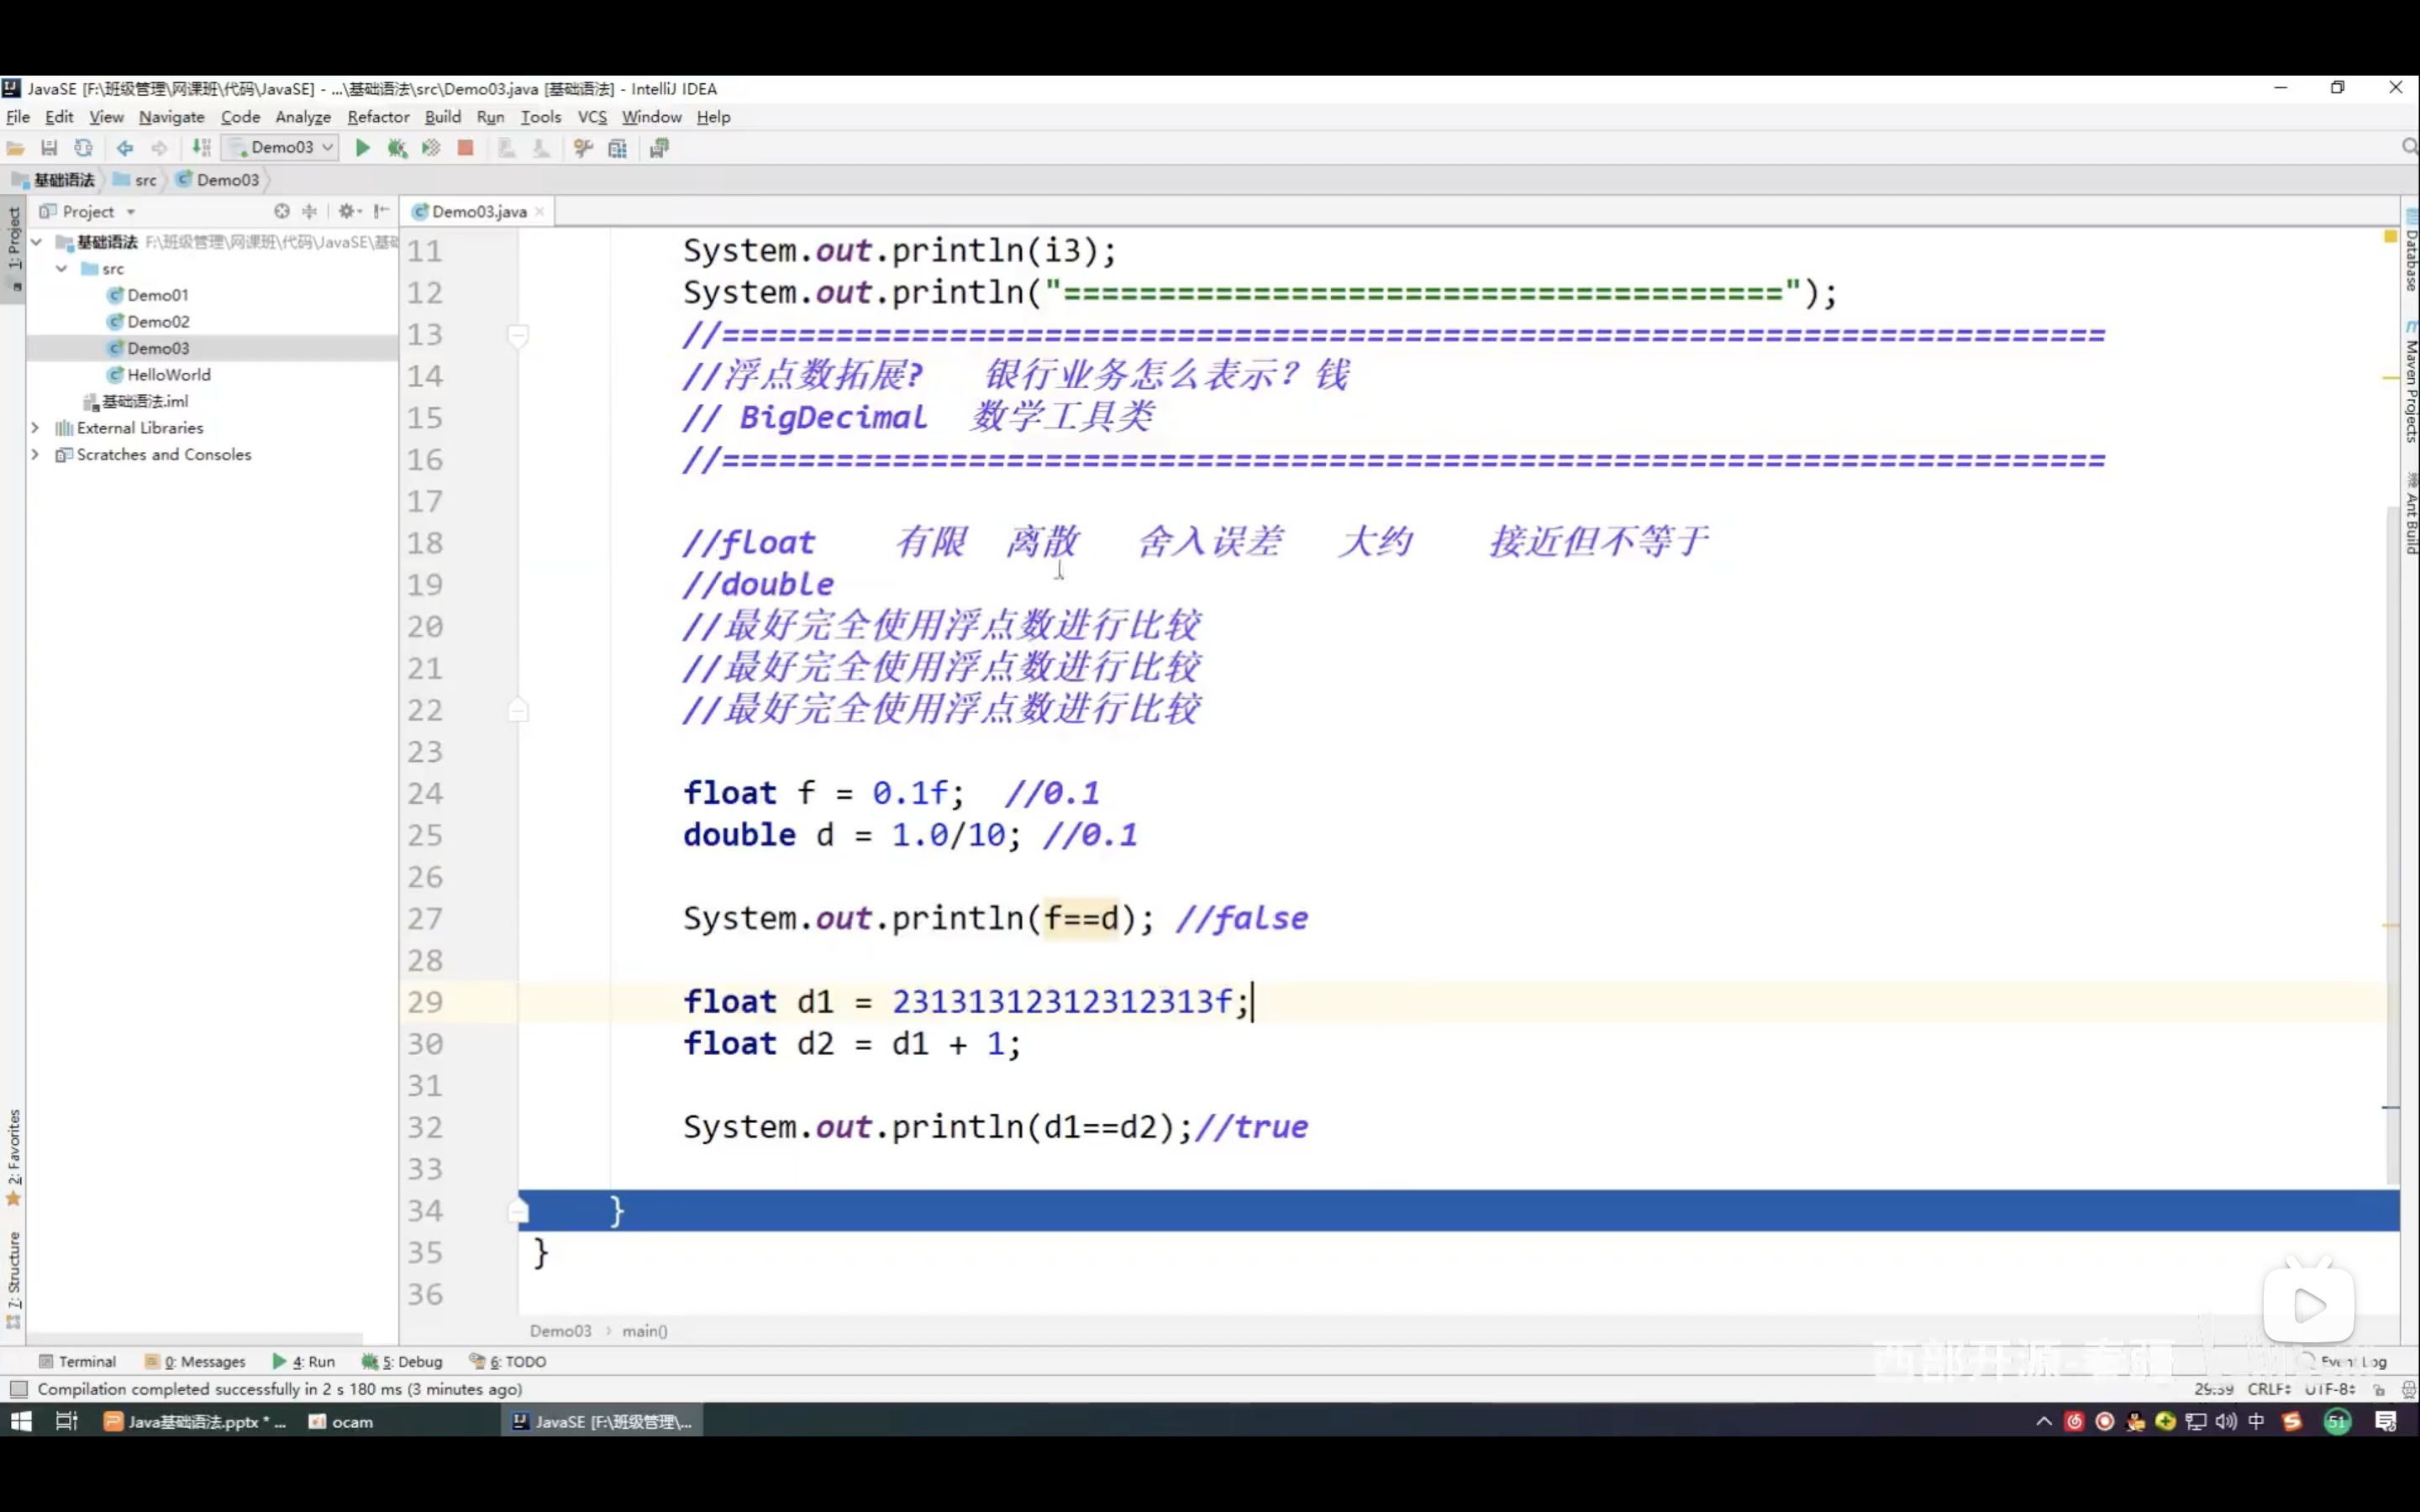 JavaSE [F:\班级管理\网课班\代码\JavaSE] - ...\基础语法\src\Demo03.java [基础语法] - IntelliJ IDEA
File Edit View Navigate Code Analyze Refactor Build Run Tools VCS Window Help
Demo03
基础语法 src Demo03
Project
Demo03.java
1: Project
基础语法 F:\班级管理\网课班\代码\JavaSE\基础
src
Demo01
Demo02
Demo03
HelloWorld
基础语法.iml
External Libraries
Scratches and Consoles
2: Favorites
7: Structure
11 System.out.println(i3);
12 System.out.println("======================================");
13 //=========================================================================
14 //浮点数拓展? 银行业务怎么表示？钱
15 // BigDecimal 数学工具类
16 //=========================================================================
17
18 //float 有限 离散 舍入误差 大约 接近但不等于
19 //double
20 //最好完全使用浮点数进行比较
21 //最好完全使用浮点数进行比较
22 //最好完全使用浮点数进行比较
23
24 float f = 0.1f; //0.1
25 double d = 1.0/10; //0.1
26
27 System.out.println(f==d); //false
28
29 float d1 = 23131312312312313f;
30 float d2 = d1 + 1;
31
32 System.out.println(d1==d2);//true
33
34 }
35 }
36
Database
Maven Projects
Ant Build
Demo03 › main()
Terminal 0: Messages 4: Run 5: Debug 6: TODO
Event Log
Compilation completed successfully in 2 s 180 ms (3 minutes ago)
29:39 CRLF UTF-8
Java基础语法.pptx * ... ocam JavaSE [F:\班级管理\...
中 51